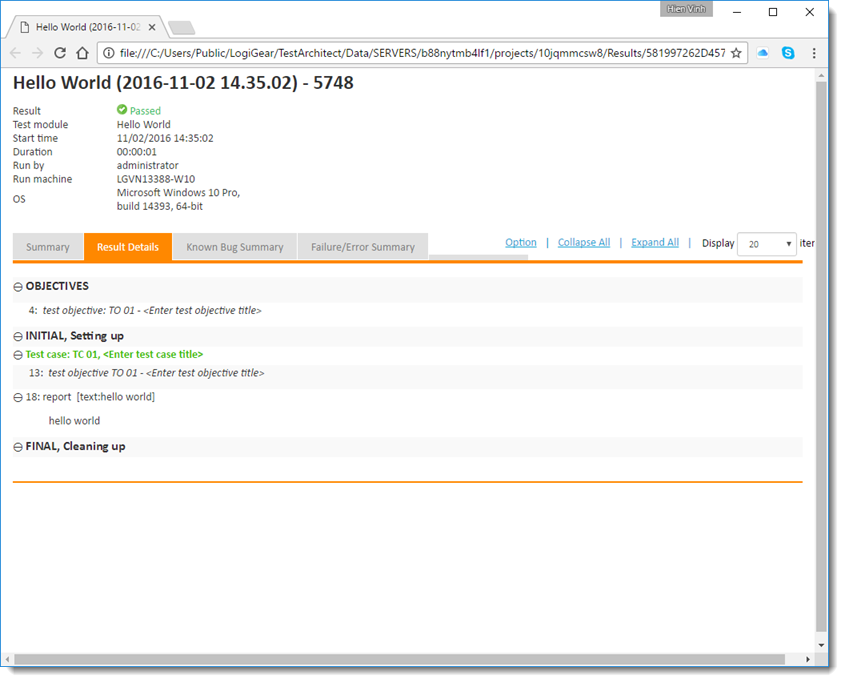 Hien Vinh
Hello World (2016-11-02
file:///C:/Users/Public/LogiGear/TestArchitect/Data/SERVERS/b88nytmb4lf1/projects/10jqmmcsw8/Results/581997262D457
Hello World (2016-11-02 14.35.02) - 5748
Result Passed
Test module Hello World
Start time 11/02/2016 14:35:02
Duration 00:00:01
Run by administrator
Run machine LGVN13388-W10
OS Microsoft Windows 10 Pro,
build 14393, 64-bit
Summary Result Details Known Bug Summary Failure/Error Summary Option | Collapse All | Expand All | Display 20 iter
OBJECTIVES
4: test objective: TO 01 - <Enter test objective title>
INITIAL, Setting up
Test case: TC 01, <Enter test case title>
13: test objective TO 01 - <Enter test objective title>
18: report [text:hello world]
hello world
FINAL, Cleaning up